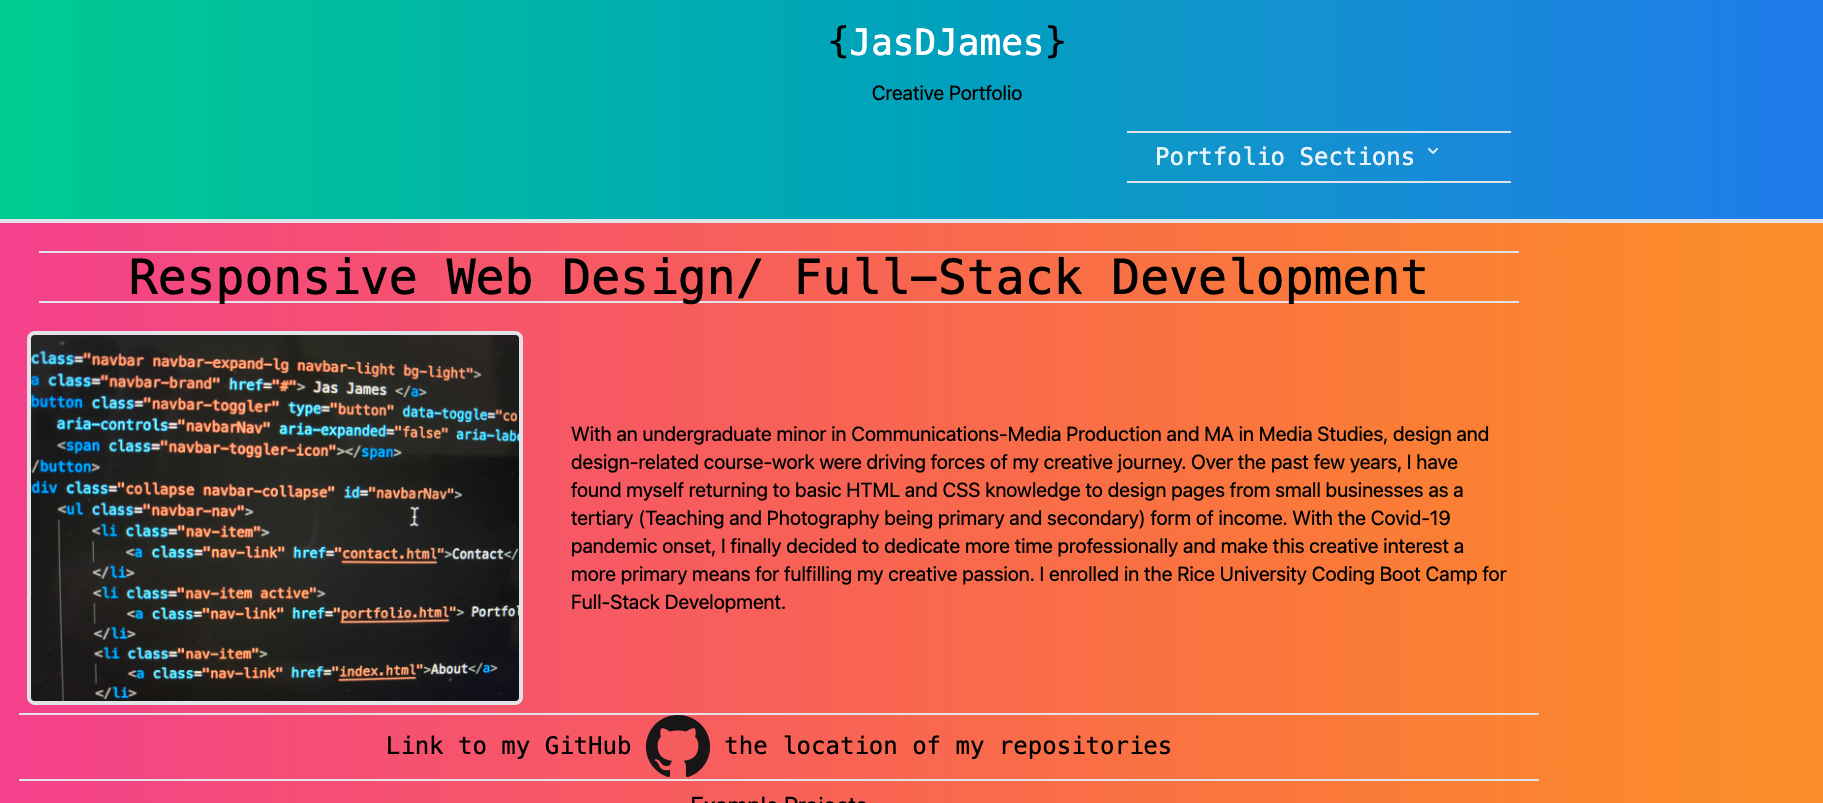 {JasDJames}
Creative Portfolio
Portfolio Sections
Responsive Web Design/ Full-Stack Development
class="navbar navbar-expand-lg navbar-light bg-light">
a class="navbar-brand" href="#"> Jas James </a>
button class="navbar-toggler" type="button" data-toggle="co
aria-controls="navbarNav" aria-expanded="false" aria-labe
<span class="navbar-toggler-icon"></span>
/button>
div class="collapse navbar-collapse" id="navbarNav">
<ul class="navbar-nav">
<li class="nav-item">
<a class="nav-link" href="contact.html">Contact</
</li>
<li class="nav-item active">
<a class="nav-link" href="portfolio.html"> Portfol
</li>
<li class="nav-item">
<a class="nav-link" href="index.html">About</a>
</li>
With an undergraduate minor in Communications-Media Production and MA in Media Studies, design and
design-related course-work were driving forces of my creative journey. Over the past few years, I have
found myself returning to basic HTML and CSS knowledge to design pages from small businesses as a
tertiary (Teaching and Photography being primary and secondary) form of income. With the Covid-19
pandemic onset, I finally decided to dedicate more time professionally and make this creative interest a
more primary means for fulfilling my creative passion. I enrolled in the Rice University Coding Boot Camp for
Full-Stack Development.
Link to my GitHub the location of my repositories
Example Projects